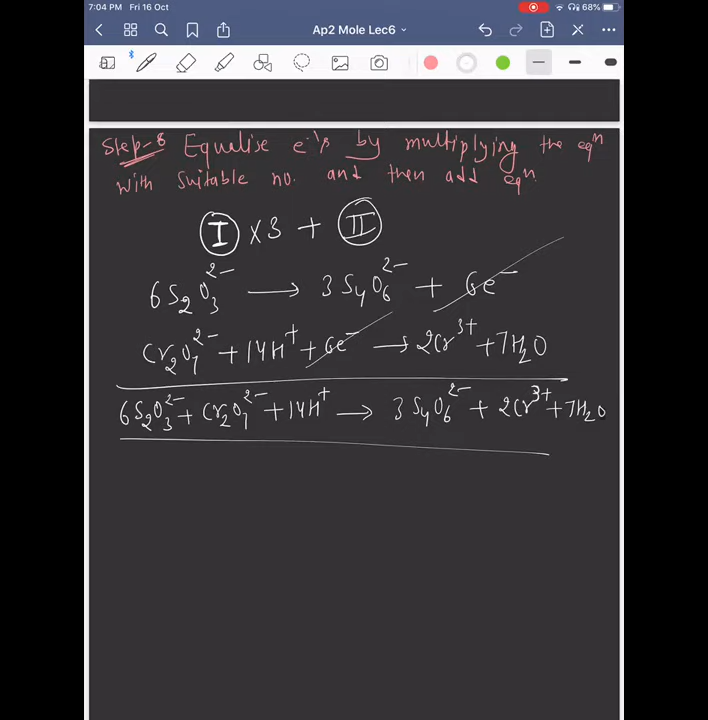 7:04 PM Fri 16 Oct 68%
Ap2 Mole Lec6
Step-8 Equalise e⁻'s by multiplying the eqⁿ
with suitable no. and then add eqⁿ.
I ×3 + II
6S₂O₃²⁻ ⟶ 3S₄O₆²⁻ + 6e⁻
Cr₂O₇²⁻ + 14H⁺ + 6e⁻ → 2Cr³⁺ + 7H₂O
6S₂O₃²⁻ + Cr₂O₇²⁻ + 14H⁺ ⟶ 3S₄O₆²⁻ + 2Cr³⁺ + 7H₂O